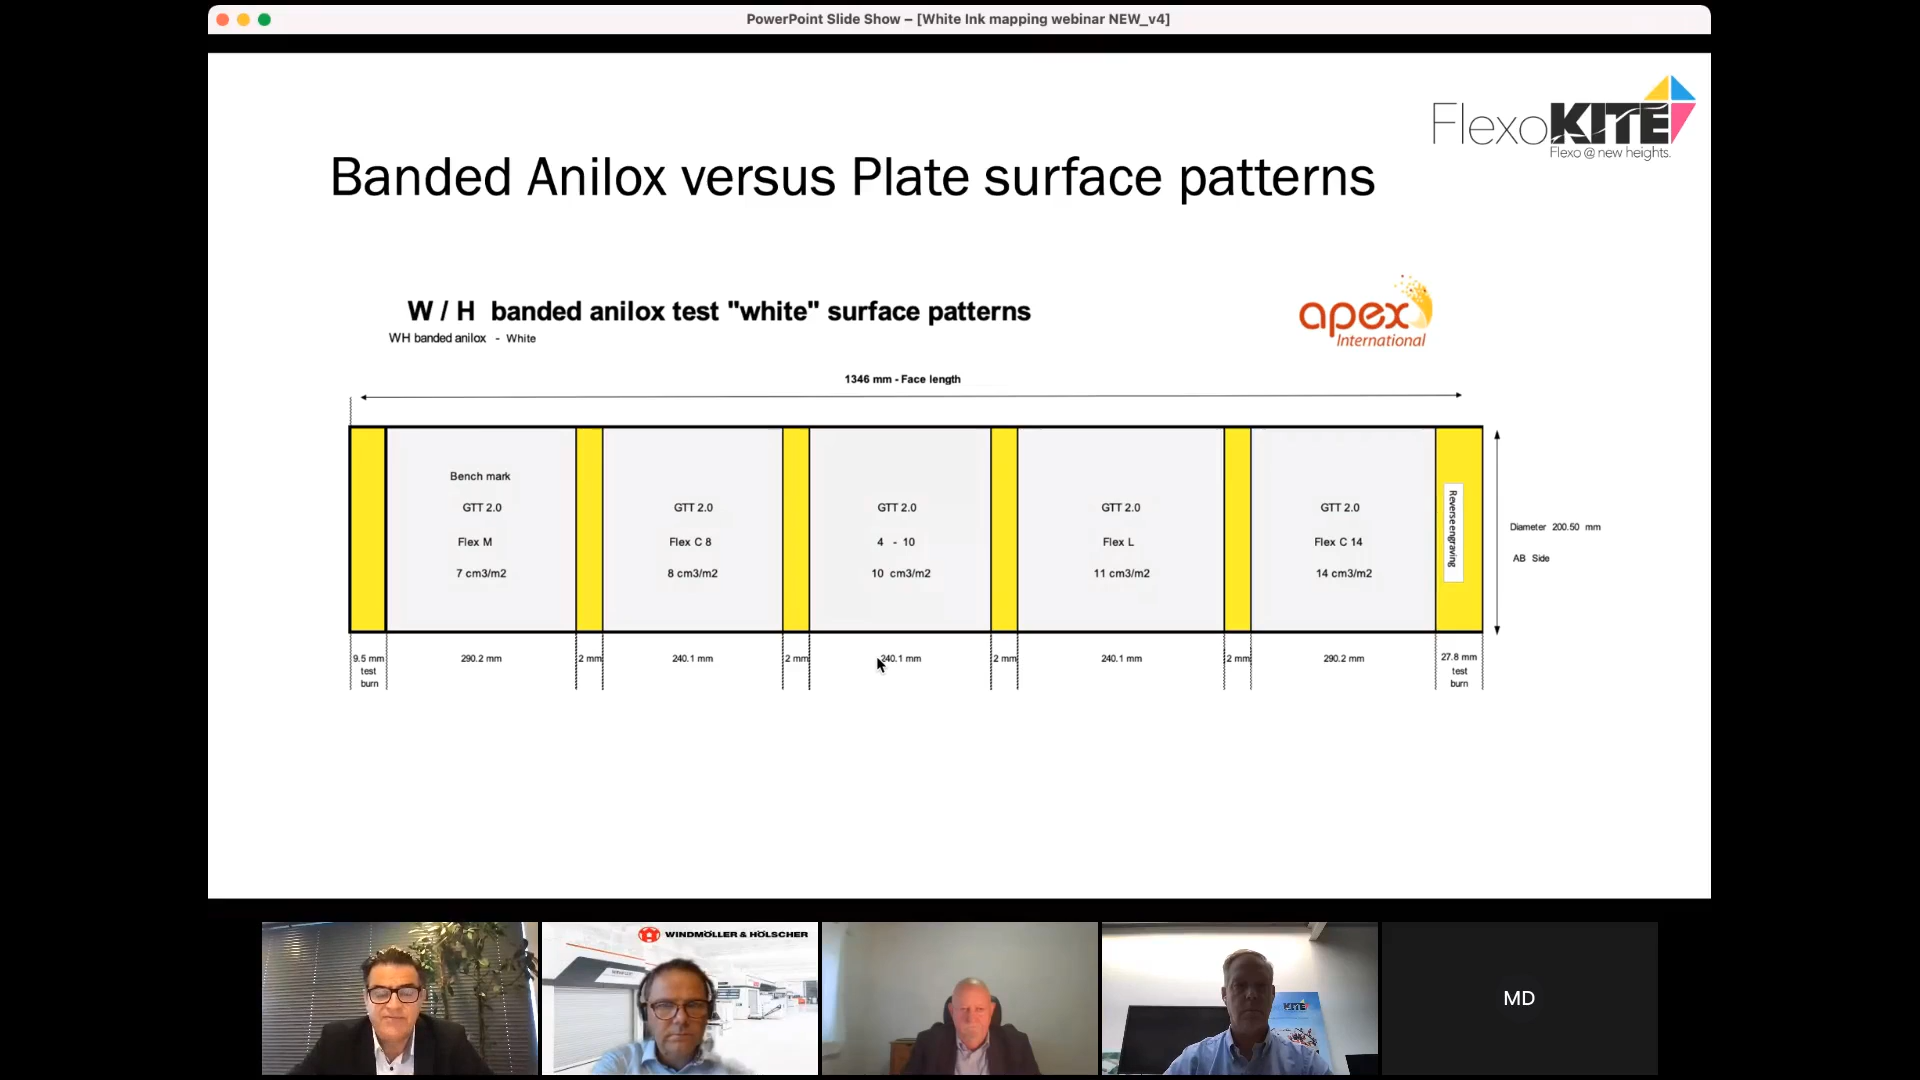 PowerPoint Slide Show – [White Ink mapping webinar NEW_v4]
FlexoKITE
Flexo @ new heights.
Banded Anilox versus Plate surface patterns
W / H banded anilox test "white" surface patterns
WH banded anilox - White
apex
International
1346 mm - Face length
Bench mark
GTT 2.0
Flex M
7 cm3/m2
GTT 2.0
Flex C 8
8 cm3/m2
GTT 2.0
4 - 10
10 cm3/m2
GTT 2.0
Flex L
11 cm3/m2
GTT 2.0
Flex C 14
14 cm3/m2
Reverse engraving
Diameter 200.50 mm
AB Side
9.5 mm
test
burn
290.2 mm
2 mm
240.1 mm
2 mm
240.1 mm
2 mm
240.1 mm
2 mm
290.2 mm
27.8 mm
test
burn
WINDMÖLLER & HÖLSCHER
KITE
MD